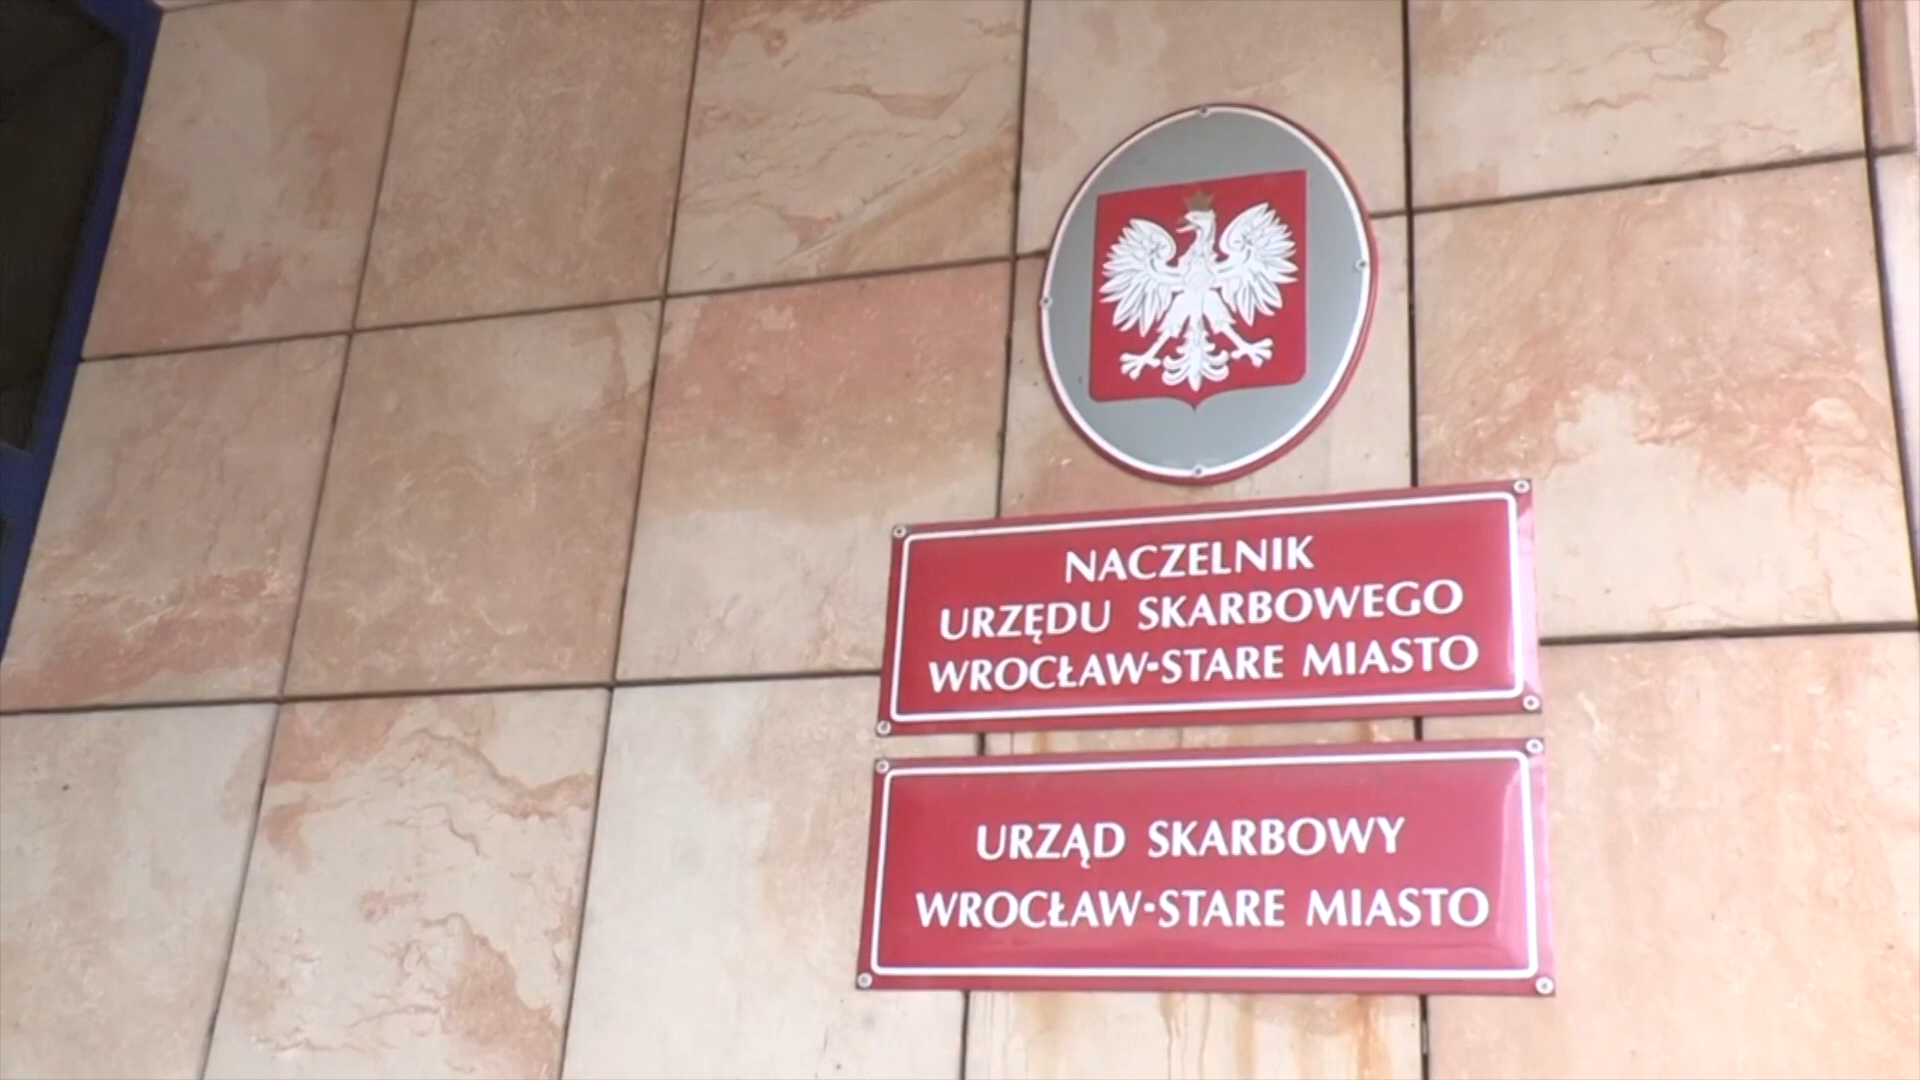 NACZELNIK
URZĘDU SKARBOWEGO
WROCŁAW-STARE MIASTO
URZĄD SKARBOWY
WROCŁAW-STARE MIASTO